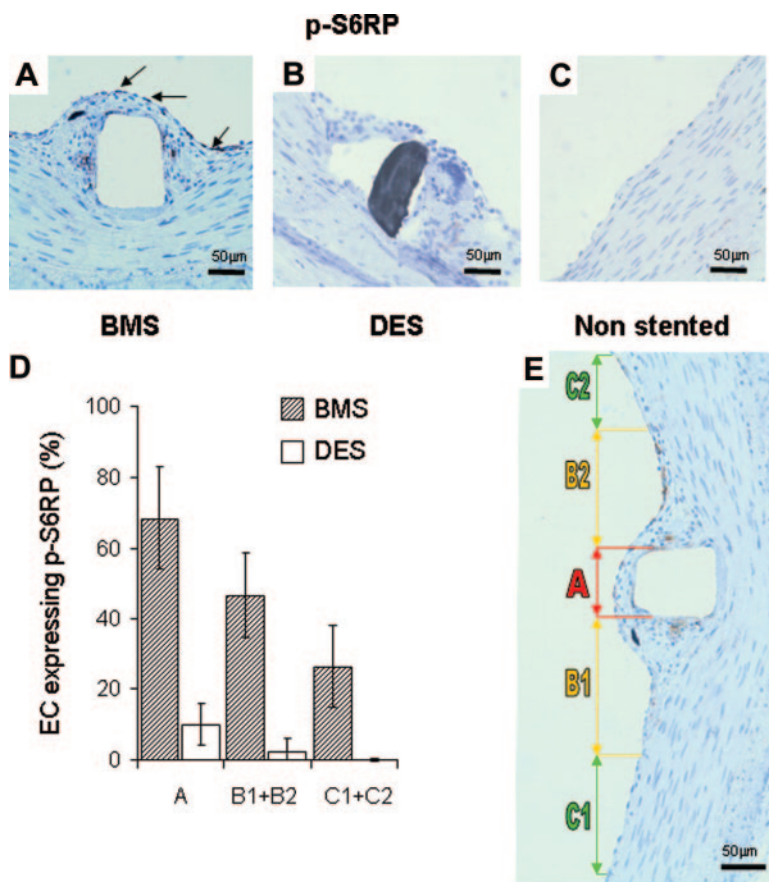 p-S6RP
A
B
C
50µm
50µm
50µm
BMS
DES
Non stented
D
EC expressing p-S6RP (%)
100
80
60
40
20
0
BMS
DES
A
B1+B2
C1+C2
E
C2
B2
A
B1
C1
50µm